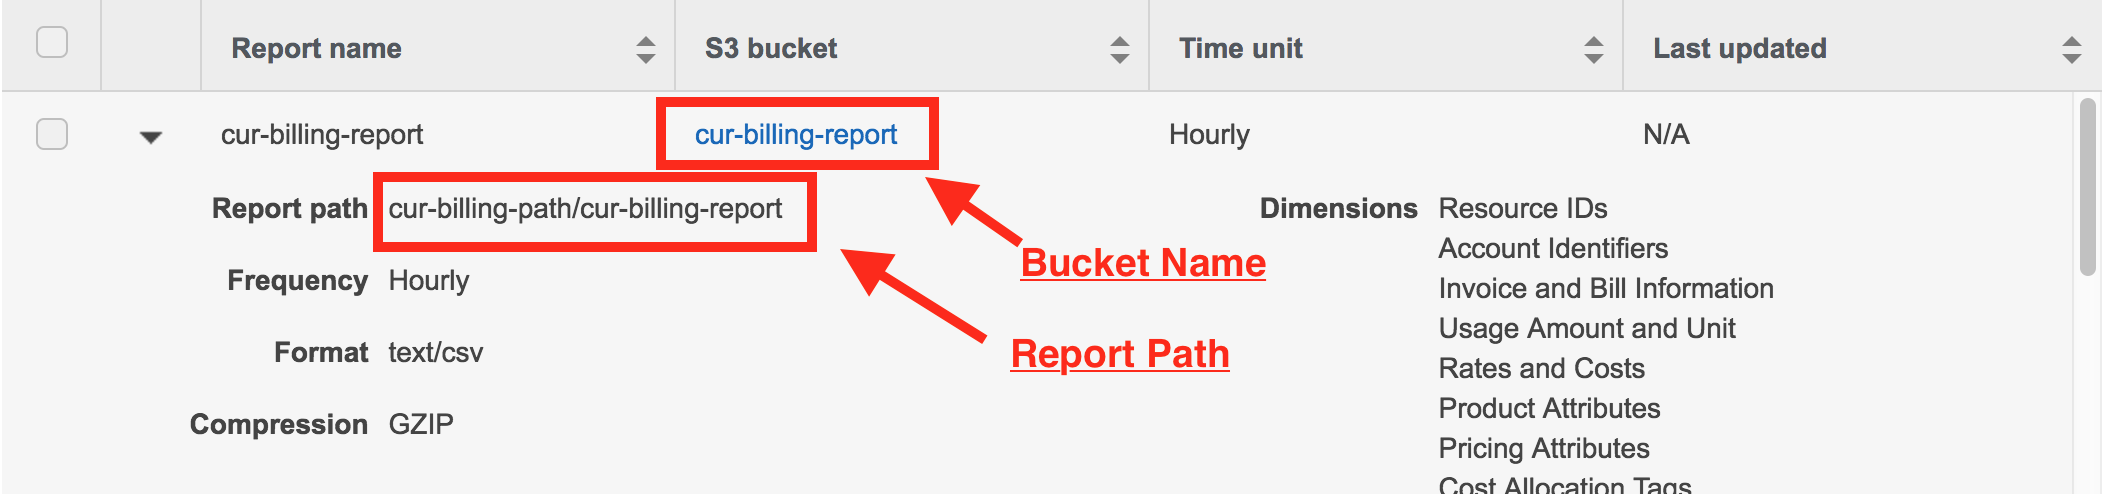 Report name S3 bucket Time unit Last updated
cur-billing-report cur-billing-report Hourly N/A
Report path cur-billing-path/cur-billing-report
Bucket Name
Report Path
Frequency Hourly
Format text/csv
Compression GZIP
Dimensions Resource IDs
Account Identifiers
Invoice and Bill Information
Usage Amount and Unit
Rates and Costs
Product Attributes
Pricing Attributes
Cost Allocation Tags